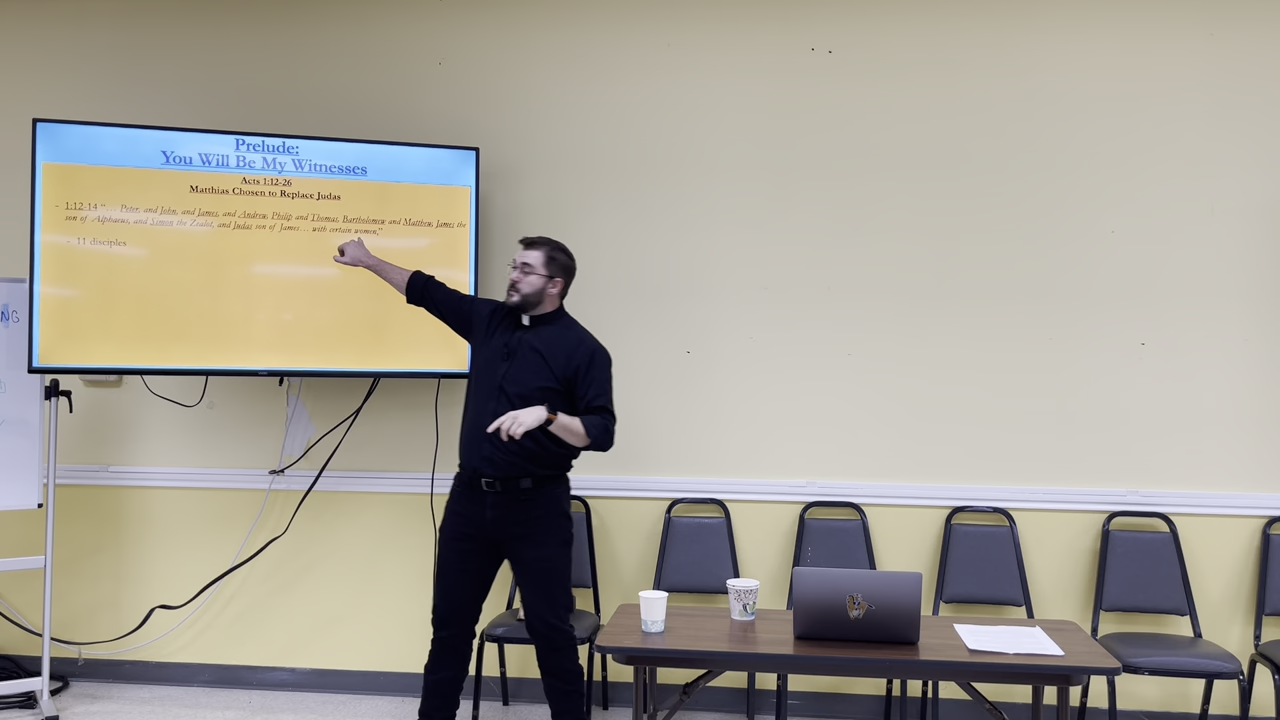 Prelude:
You Will Be My Witnesses
Acts 1:12-26
Matthias Chosen to Replace Judas
- 1:12-14 "… Peter, and John, and James, and Andrew, Philip and Thomas, Bartholomew and Matthew, James the
son of Alphaeus, and Simon the Zealot, and Judas son of James… with certain women,"
- 11 disciples
NG